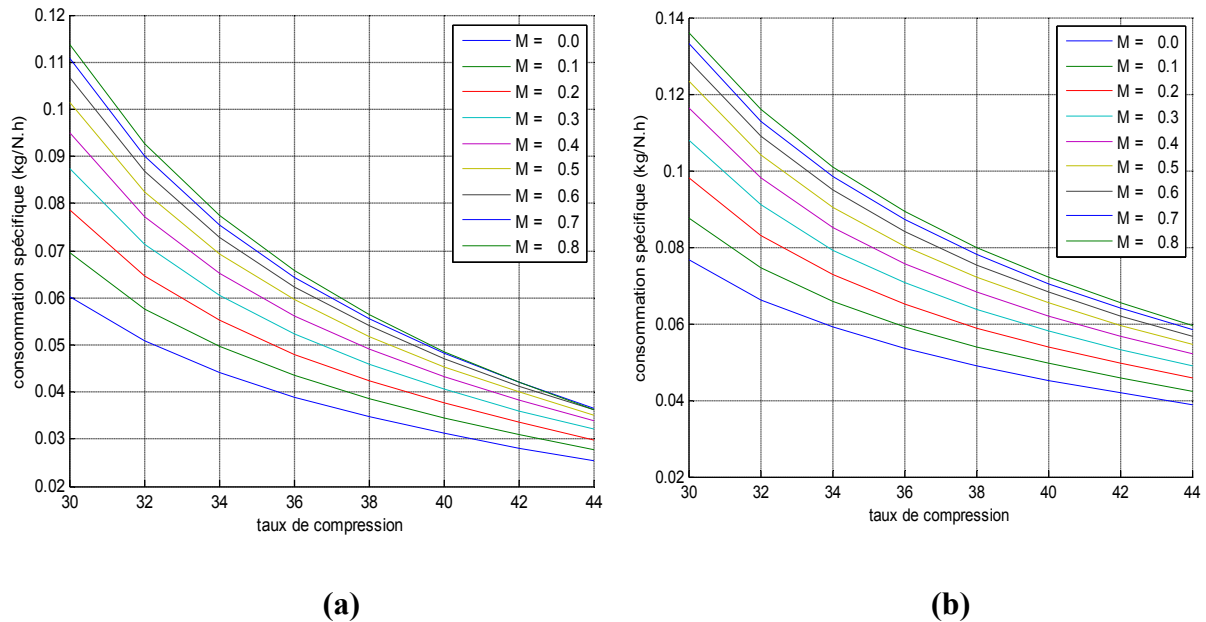 0.12
0.11
0.1
0.09
0.08
0.07
0.06
0.05
0.04
0.03
0.02
30 32 34 36 38 40 42 44
consommation spécifique (kg/N.h)
taux de compression
M = 0.0
M = 0.1
M = 0.2
M = 0.3
M = 0.4
M = 0.5
M = 0.6
M = 0.7
M = 0.8
(a)
0.14
0.12
0.1
0.08
0.06
0.04
0.02
30 32 34 36 38 40 42 44
consommation spécifique (kg/N.h)
taux de compression
M = 0.0
M = 0.1
M = 0.2
M = 0.3
M = 0.4
M = 0.5
M = 0.6
M = 0.7
M = 0.8
(b)